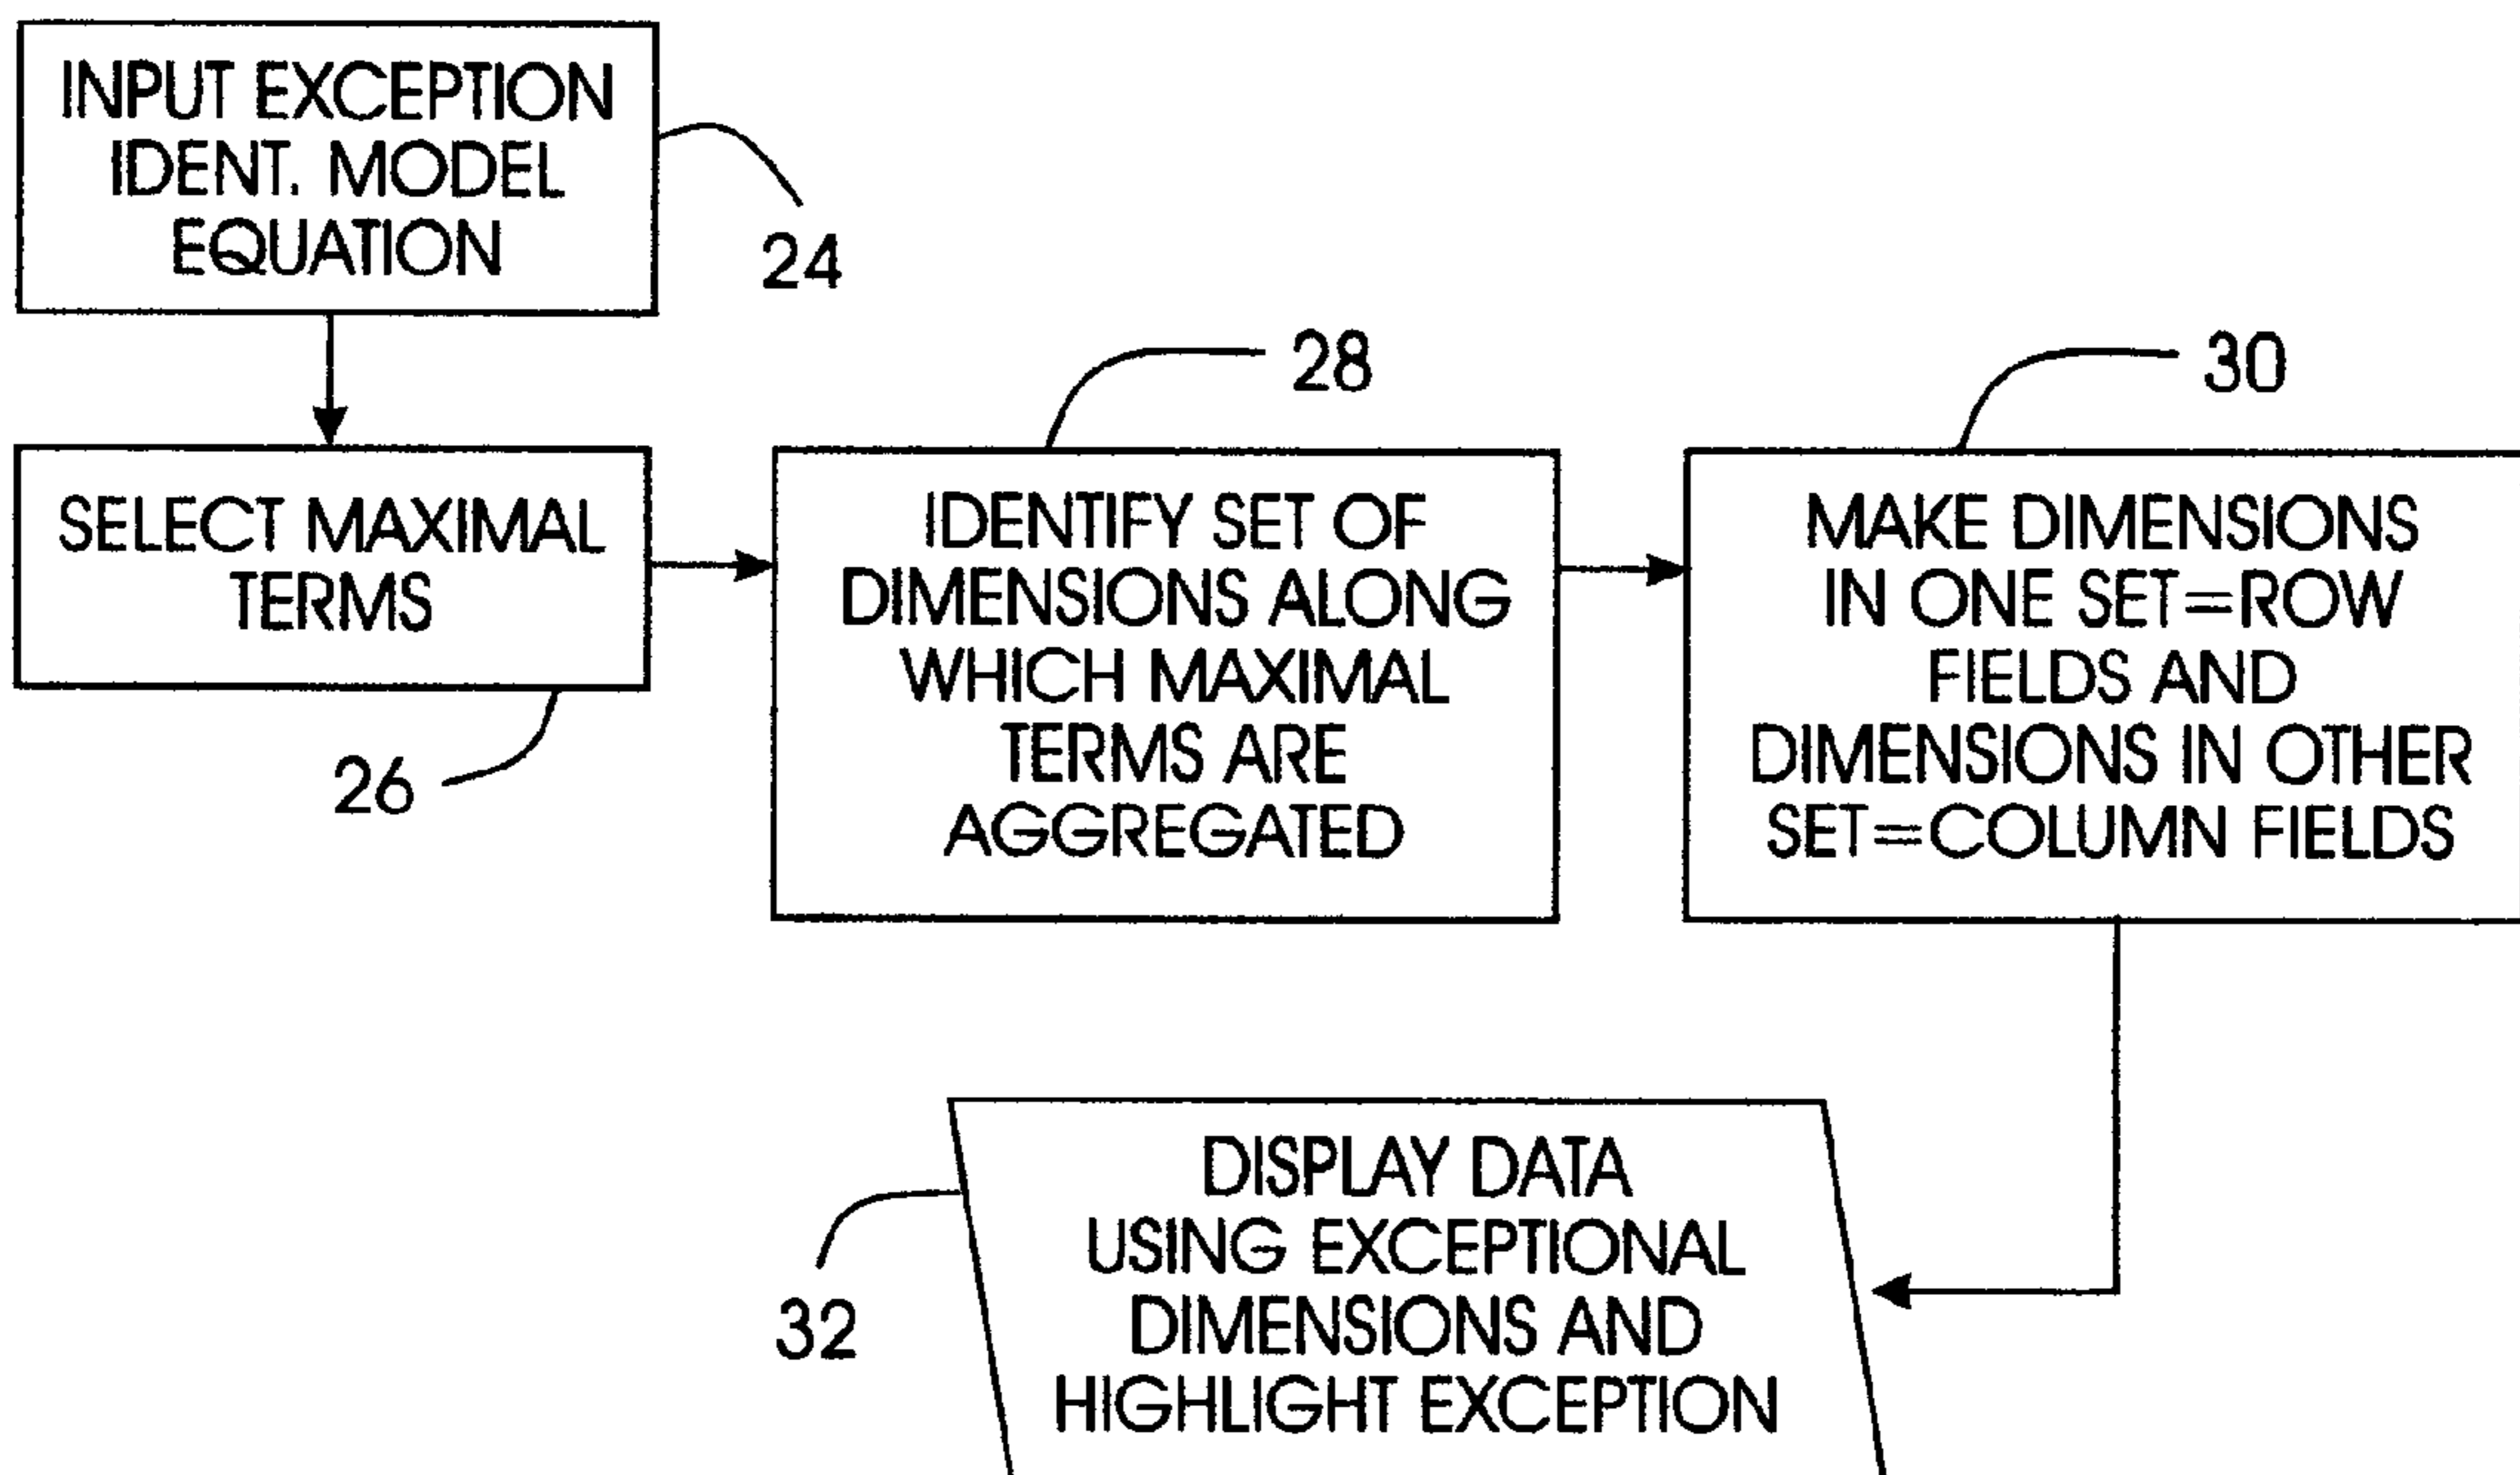 INPUT EXCEPTION
IDENT. MODEL
EQUATION
24
SELECT MAXIMAL
TERMS
26
28
IDENTIFY SET OF
DIMENSIONS ALONG
WHICH MAXIMAL
TERMS ARE
AGGREGATED
30
MAKE DIMENSIONS
IN ONE SET=ROW
FIELDS AND
DIMENSIONS IN OTHER
SET=COLUMN FIELDS
32
DISPLAY DATA
USING EXCEPTIONAL
DIMENSIONS AND
HIGHLIGHT EXCEPTION